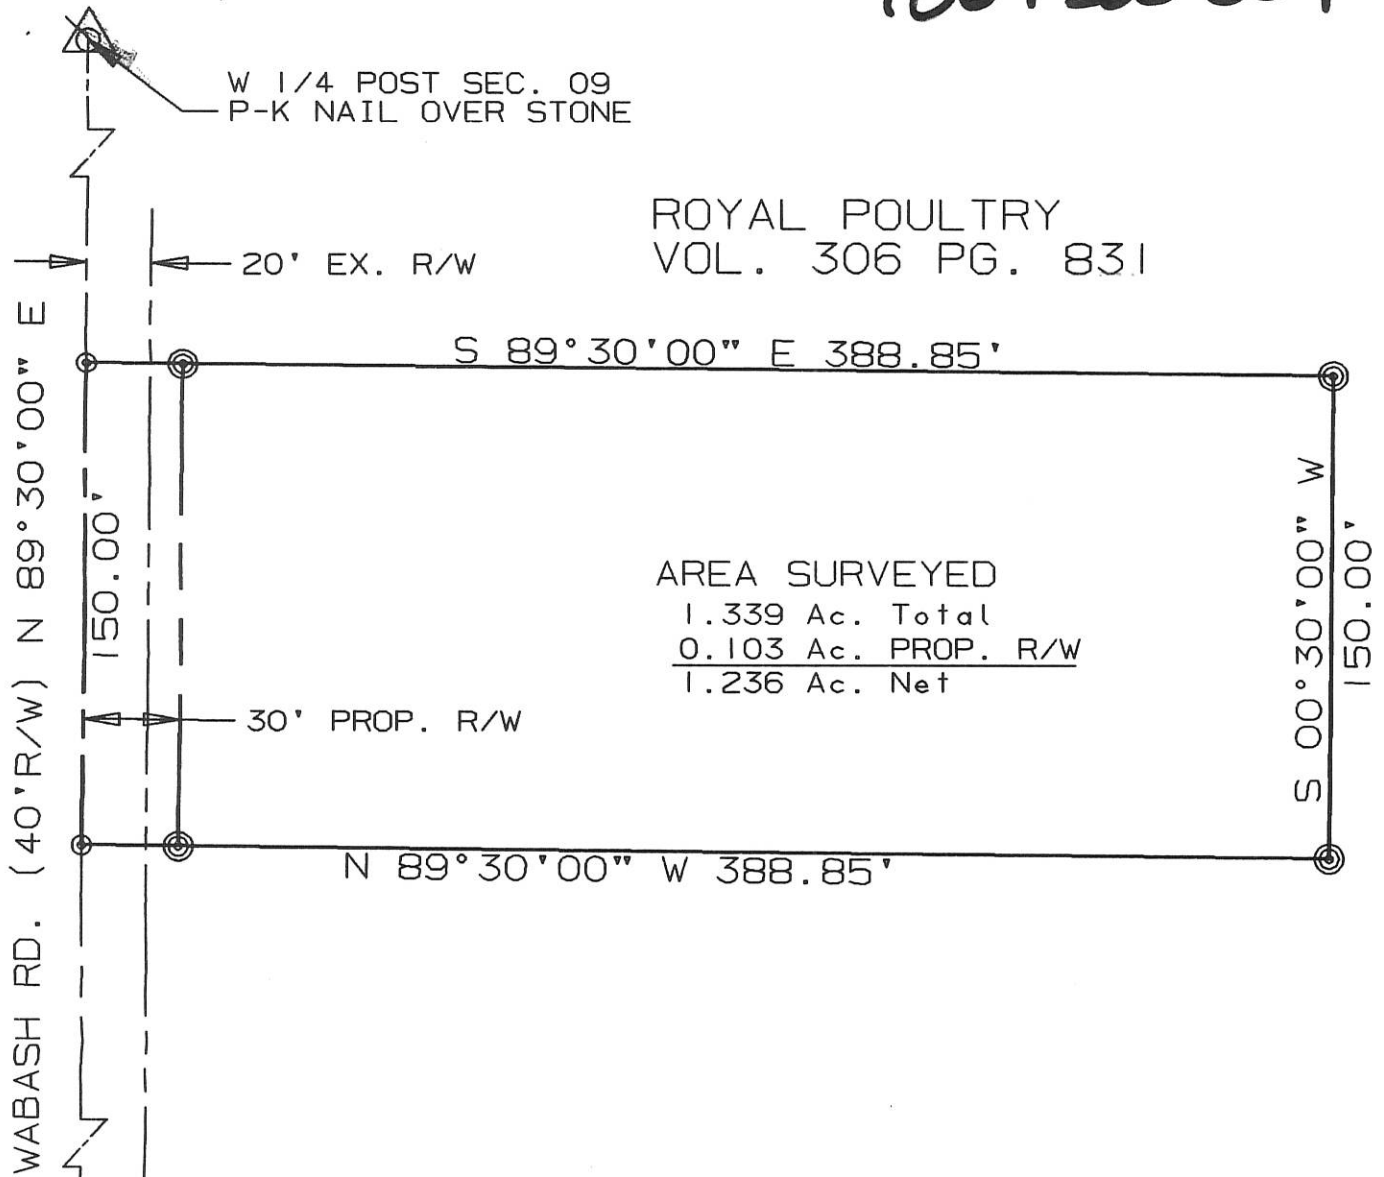 W 1/4 POST SEC. 09
P-K NAIL OVER STONE
ROYAL POULTRY
VOL. 306 PG. 831
20' EX. R/W
S 89°30'00" E 388.85'
WABASH RD. (40'R/W) N 89°30'00" E
150.00'
AREA SURVEYED
1.339 Ac. Total
0.103 Ac. PROP. R/W
1.236 Ac. Net
30' PROP. R/W
S 00°30'00" W
150.00'
N 89°30'00" W 388.85'